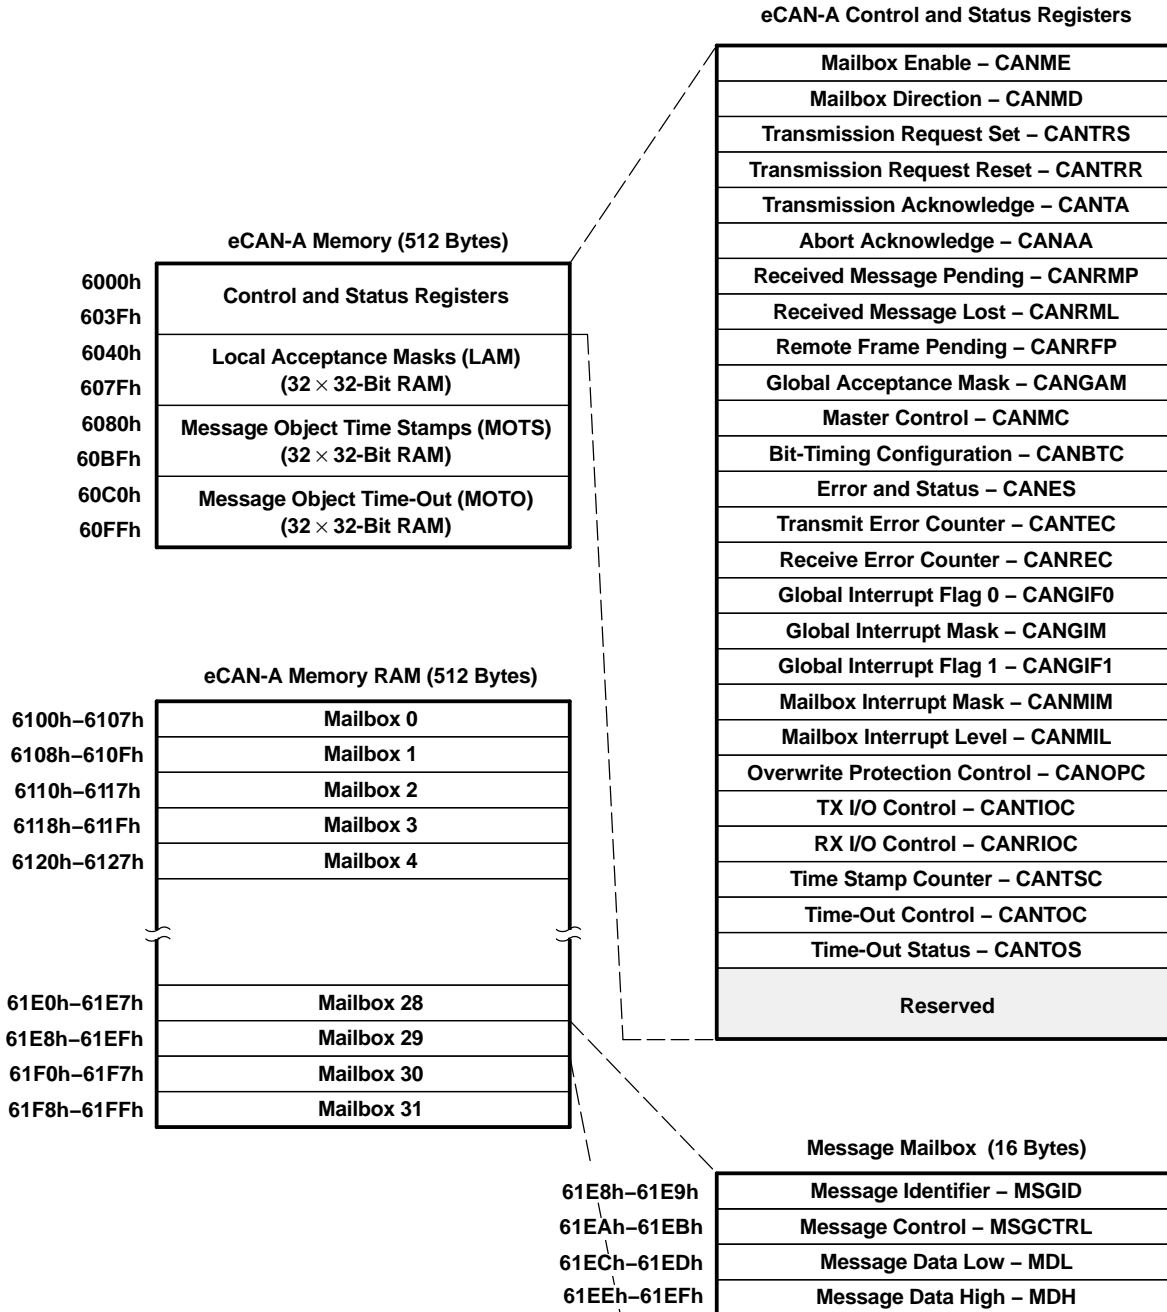 eCAN-A Control and Status Registers
Mailbox Enable – CANME
Mailbox Direction – CANMD
Transmission Request Set – CANTRS
Transmission Request Reset – CANTRR
Transmission Acknowledge – CANTA
Abort Acknowledge – CANAA
Received Message Pending – CANRMP
Received Message Lost – CANRML
Remote Frame Pending – CANRFP
Global Acceptance Mask – CANGAM
Master Control – CANMC
Bit-Timing Configuration – CANBTC
Error and Status – CANES
Transmit Error Counter – CANTEC
Receive Error Counter – CANREC
Global Interrupt Flag 0 – CANGIF0
Global Interrupt Mask – CANGIM
Global Interrupt Flag 1 – CANGIF1
Mailbox Interrupt Mask – CANMIM
Mailbox Interrupt Level – CANMIL
Overwrite Protection Control – CANOPC
TX I/O Control – CANTIOC
RX I/O Control – CANRIOC
Time Stamp Counter – CANTSC
Time-Out Control – CANTOC
Time-Out Status – CANTOS
Reserved
eCAN-A Memory (512 Bytes)
6000h
Control and Status Registers
603Fh
6040h
Local Acceptance Masks (LAM)
607Fh
(32 × 32-Bit RAM)
6080h
Message Object Time Stamps (MOTS)
60BFh
(32 × 32-Bit RAM)
60C0h
Message Object Time-Out (MOTO)
60FFh
(32 × 32-Bit RAM)
eCAN-A Memory RAM (512 Bytes)
6100h–6107h Mailbox 0
6108h–610Fh Mailbox 1
6110h–6117h Mailbox 2
6118h–611Fh Mailbox 3
6120h–6127h Mailbox 4
61E0h–61E7h Mailbox 28
61E8h–61EFh Mailbox 29
61F0h–61F7h Mailbox 30
61F8h–61FFh Mailbox 31
Message Mailbox (16 Bytes)
61E8h–61E9h Message Identifier – MSGID
61EAh–61EBh Message Control – MSGCTRL
61ECh–61EDh Message Data Low – MDL
61EEh–61EFh Message Data High – MDH